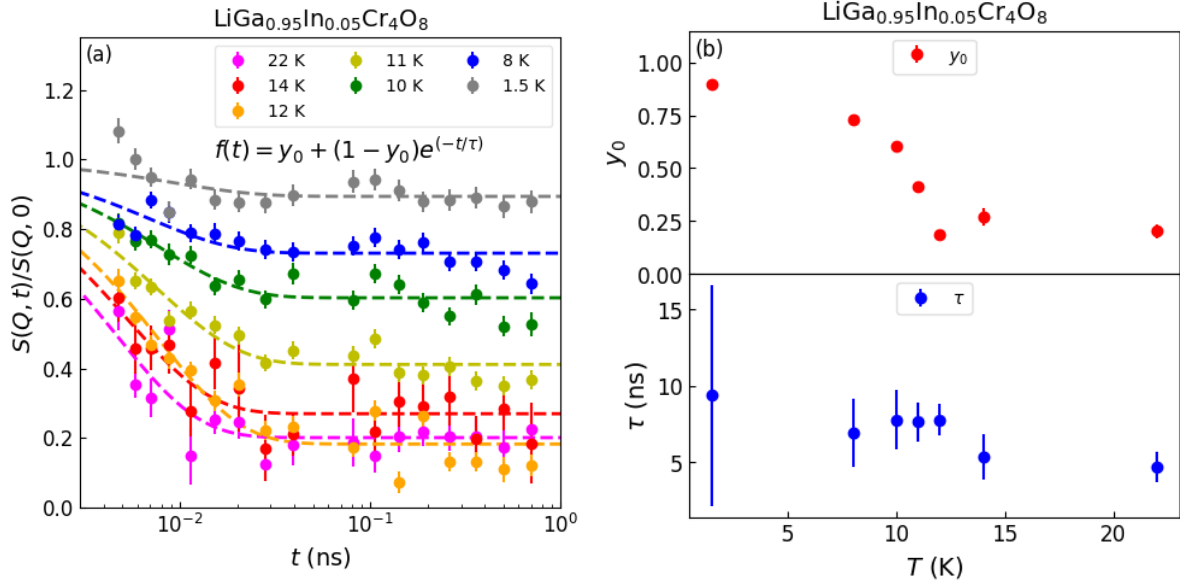 LiGa₀.₉₅In₀.₀₅Cr₄O₈
(a)
22 K
14 K
12 K
11 K
10 K
8 K
1.5 K
f(t) = y₀ + (1 − y₀)e^(−t/τ)
S(Q, t)/S(Q, 0)
1.2
1.0
0.8
0.6
0.4
0.2
0.0
10⁻²
10⁻¹
10⁰
t (ns)
LiGa₀.₉₅In₀.₀₅Cr₄O₈
(b)
y₀
y₀
1.00
0.75
0.50
0.25
0.00
τ
τ (ns)
15
10
5
5
10
15
20
T (K)